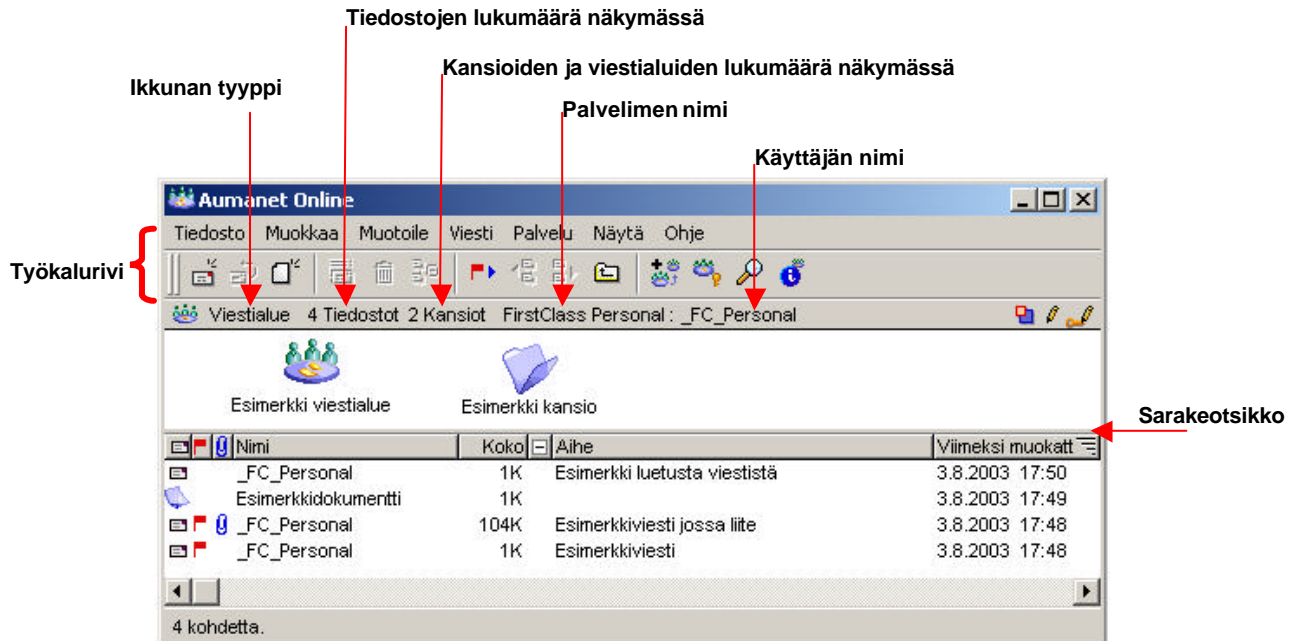 Tiedostojen lukumäärä näkymässä
Kansioiden ja viestialuiden lukumäärä näkymässä
Ikkunan tyyppi
Palvelimen nimi
Käyttäjän nimi
Aumanet Online
Tiedosto Muokkaa Muotoile Viesti Palvelu Näytä Ohje
Työkalurivi
Viestialue 4 Tiedostot 2 Kansiot FirstClass Personal : _FC_Personal
Esimerkki viestialue Esimerkki kansio
Sarakeotsikko
Nimi Koko Aihe Viimeksi muokatt
_FC_Personal 1K Esimerkki luetusta viestistä 3.8.2003 17:50
Esimerkkidokumentti 1K 3.8.2003 17:49
_FC_Personal 104K Esimerkkiviesti jossa liite 3.8.2003 17:48
_FC_Personal 1K Esimerkkiviesti 3.8.2003 17:48
4 kohdetta.